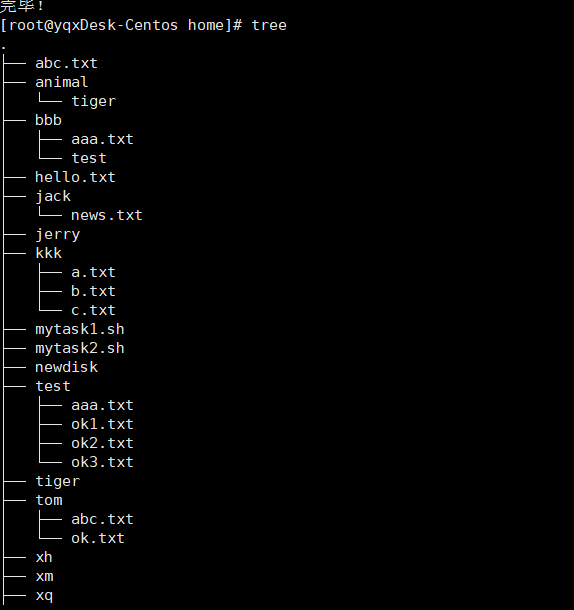 完毕!
[root@yqxDesk-Centos home]# tree
.
├── abc.txt
├── animal
│   └── tiger
├── bbb
│   ├── aaa.txt
│   └── test
├── hello.txt
├── jack
│   └── news.txt
├── jerry
├── kkk
│   ├── a.txt
│   ├── b.txt
│   └── c.txt
├── mytask1.sh
├── mytask2.sh
├── newdisk
├── test
│   ├── aaa.txt
│   ├── ok1.txt
│   ├── ok2.txt
│   └── ok3.txt
├── tiger
├── tom
│   ├── abc.txt
│   └── ok.txt
├── xh
├── xm
├── xq